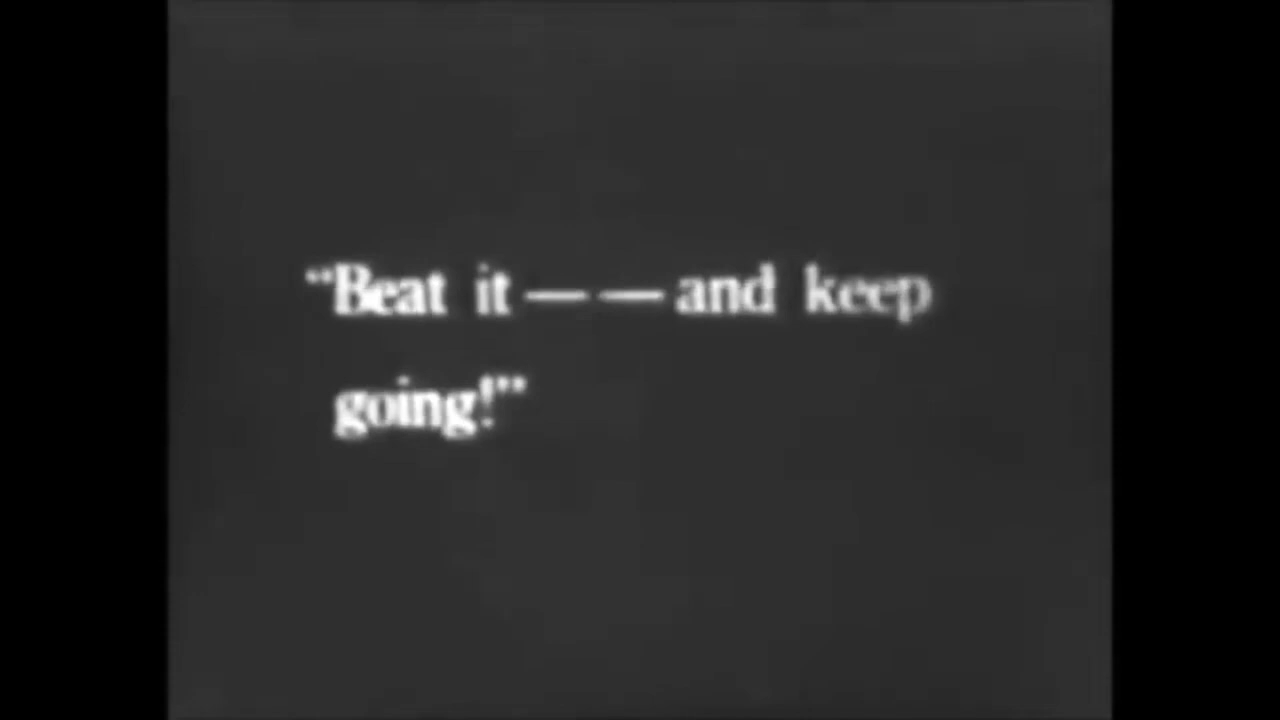 “Beat it — — and keep
going!”